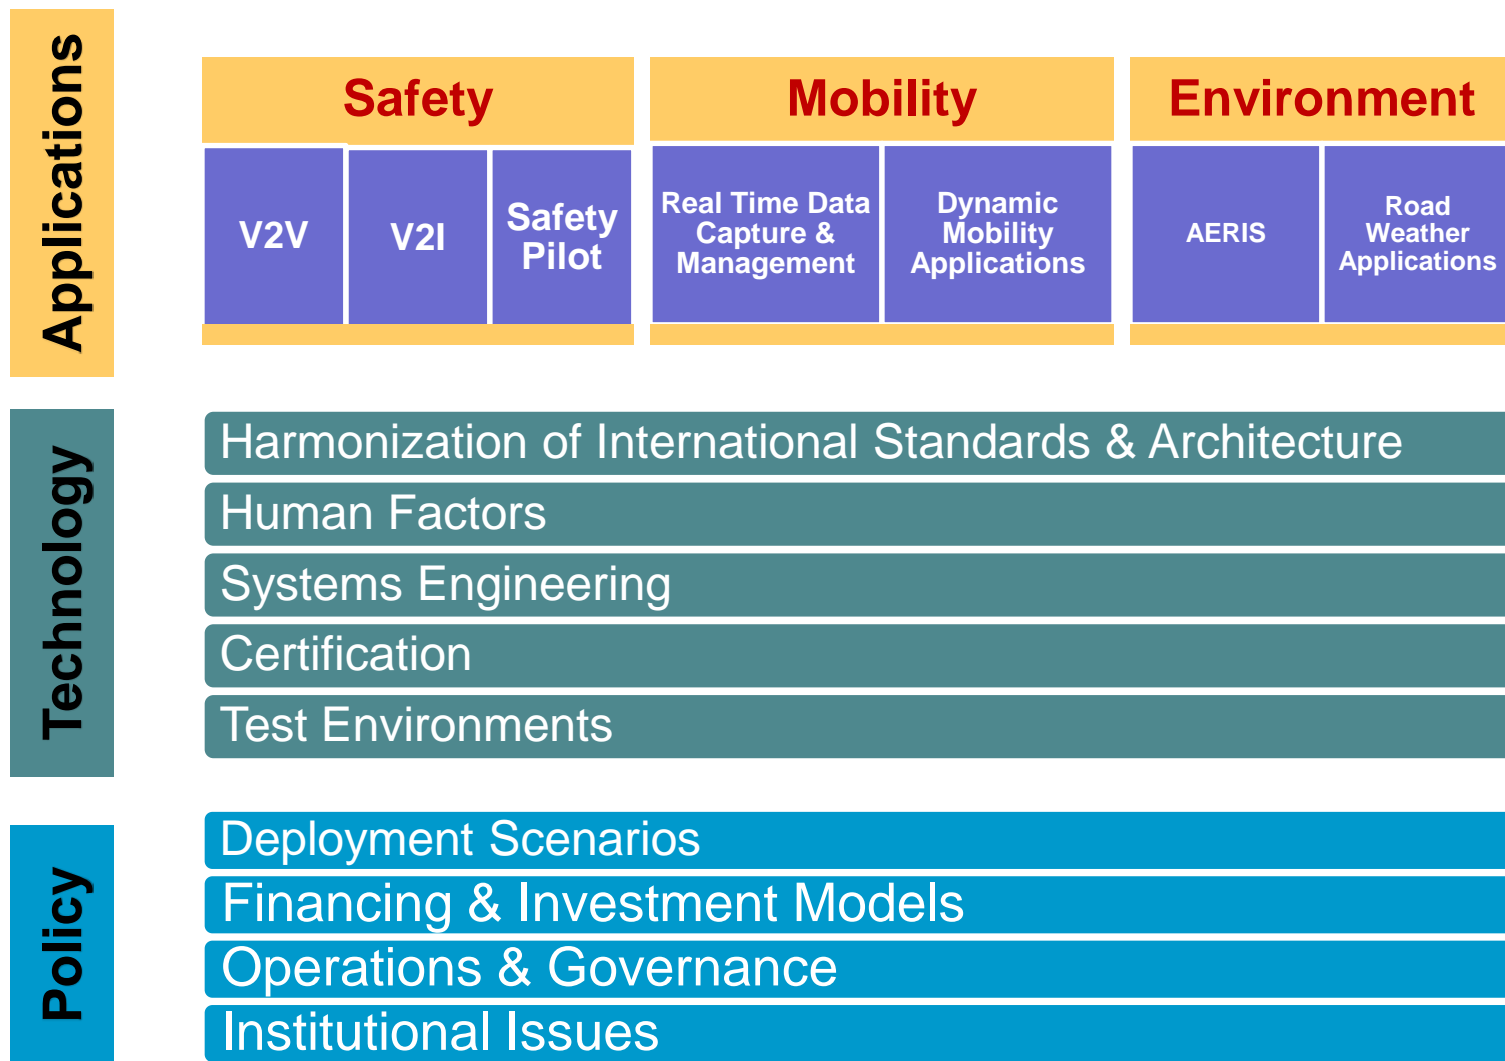 Applications
Safety
Mobility
Environment
V2V
V2I
Safety
Pilot
Real Time Data
Capture &
Management
Dynamic
Mobility
Applications
AERIS
Road
Weather
Applications
Technology
Harmonization of International Standards & Architecture
Human Factors
Systems Engineering
Certification
Test Environments
Policy
Deployment Scenarios
Financing & Investment Models
Operations & Governance
Institutional Issues